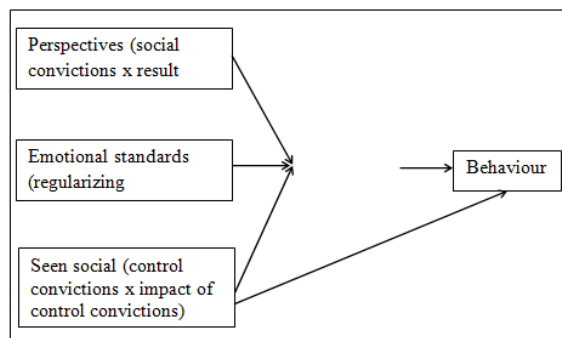 Perspectives (social
convictions x result
Emotional standards
(regularizing
Behaviour
Seen social (control
convictions x impact of
control convictions)